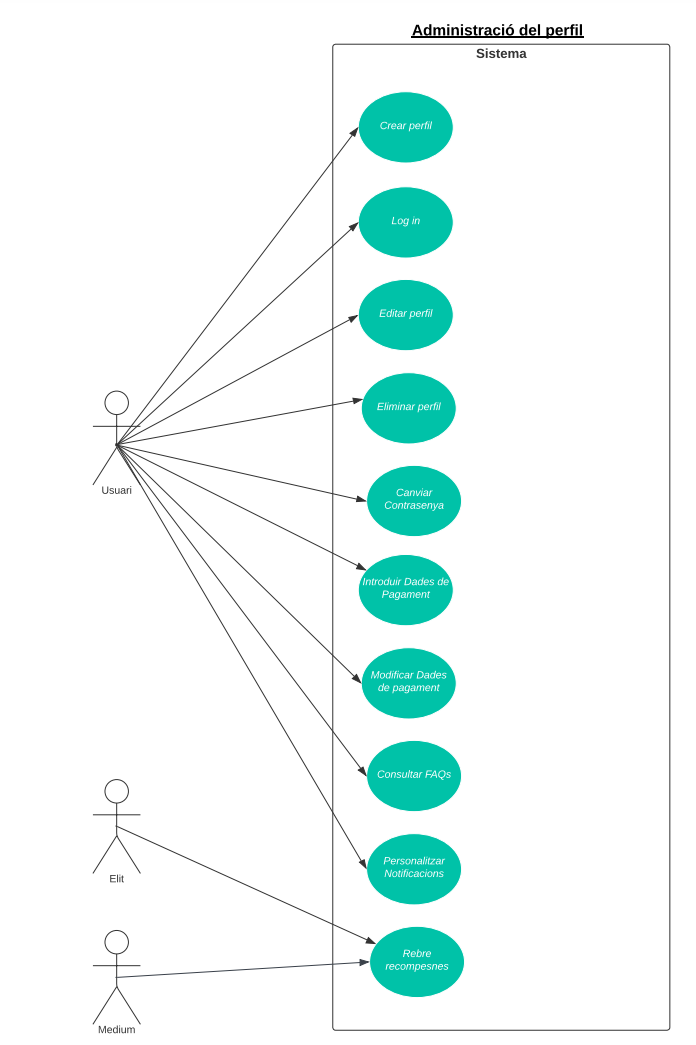 Administració del perfil
Sistema
Crear perfil
Log in
Editar perfil
Eliminar perfil
Canviar
Contrasenya
Usuari
Introduir Dades de
Pagament
Modificar Dades
de pagament
Consultar FAQs
Personalitzar
Notificacions
Elit
Rebre
recompesnes
Medium